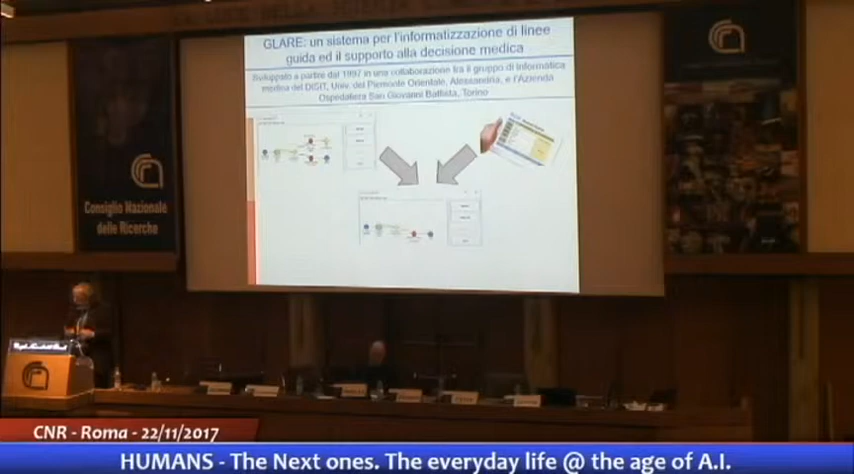 GLARE: un sistema per l'informatizzazione di linee
guida ed il supporto alla decisione medica
Sviluppato a partire dal 1997 in una collaborazione fra il gruppo di Informatica
medica del DISIT, Univ. del Piemonte Orientale, Alessandria, e l'Azienda
Ospedaliera San Giovanni Battista, Torino
Consiglio Nazionale
delle Ricerche
CNR - Roma - 22/11/2017
HUMANS - The Next ones. The everyday life @ the age of A.I.